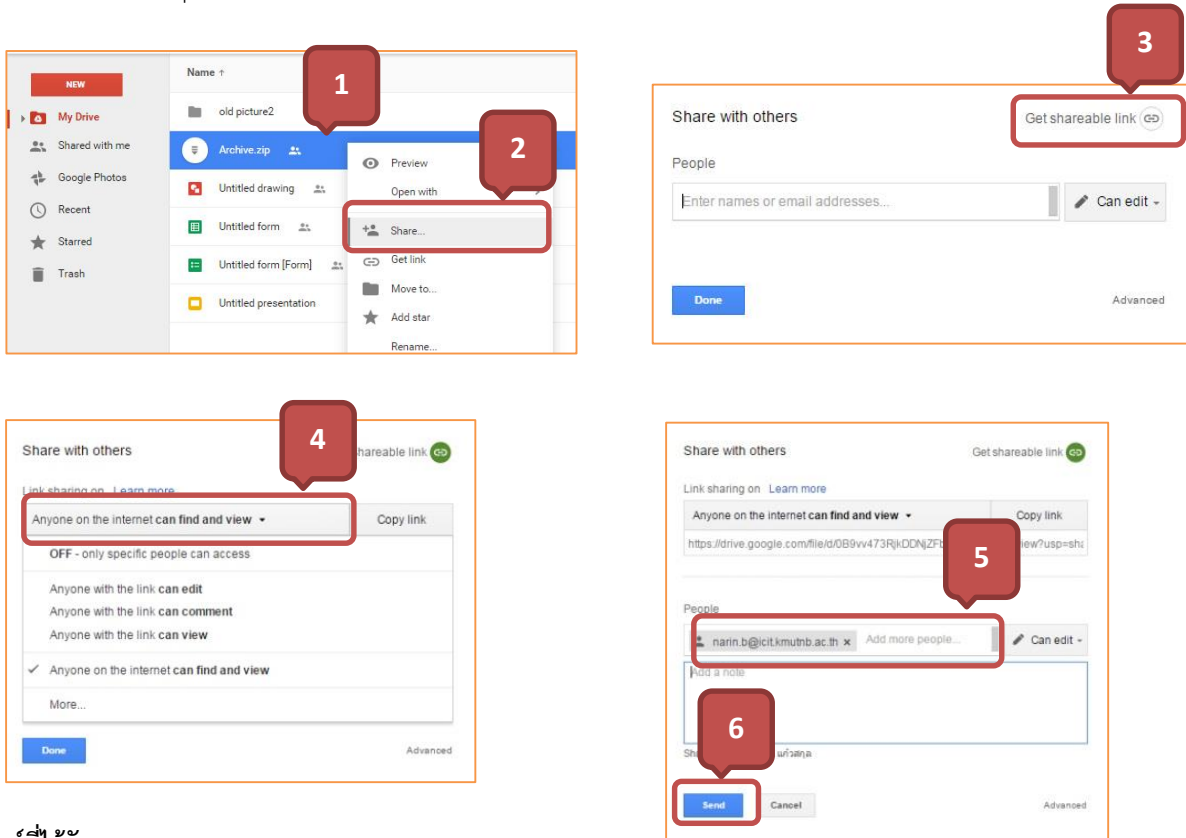 1
NEW
Name ↑
My Drive
old picture2
Shared with me
Archive.zip
2
Preview
Google Photos
Untitled drawing
Open with
Recent
Untitled form
Share...
Starred
Untitled form [Form]
Get link
Trash
Move to...
Untitled presentation
Add star
Rename...
3
Share with others
Get shareable link
People
Enter names or email addresses...
Can edit
Done
Advanced
4
Share with others
hareable link
Link sharing on Learn more
Anyone on the internet can find and view
Copy link
OFF - only specific people can access
Anyone with the link can edit
Anyone with the link can comment
Anyone with the link can view
✓ Anyone on the internet can find and view
More...
Done
Advanced
Share with others
Get shareable link
Link sharing on Learn more
Anyone on the internet can find and view
Copy link
5
People
narin.b@icit.kmutnb.ac.th × Add more people...
Can edit
Add a note
6
แก้วสกุล
Send
Cancel
Advanced